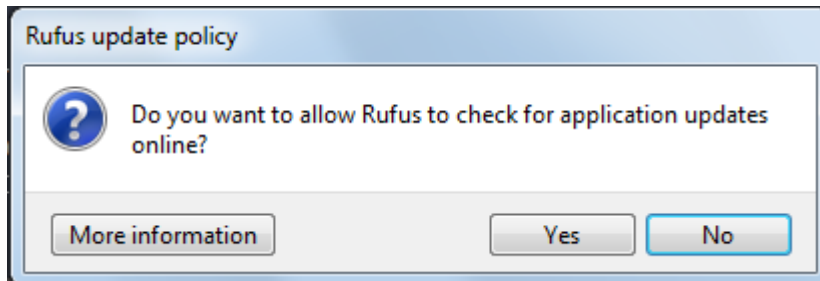 Rufus update policy
Do you want to allow Rufus to check for application updates
online?
More information
Yes
No